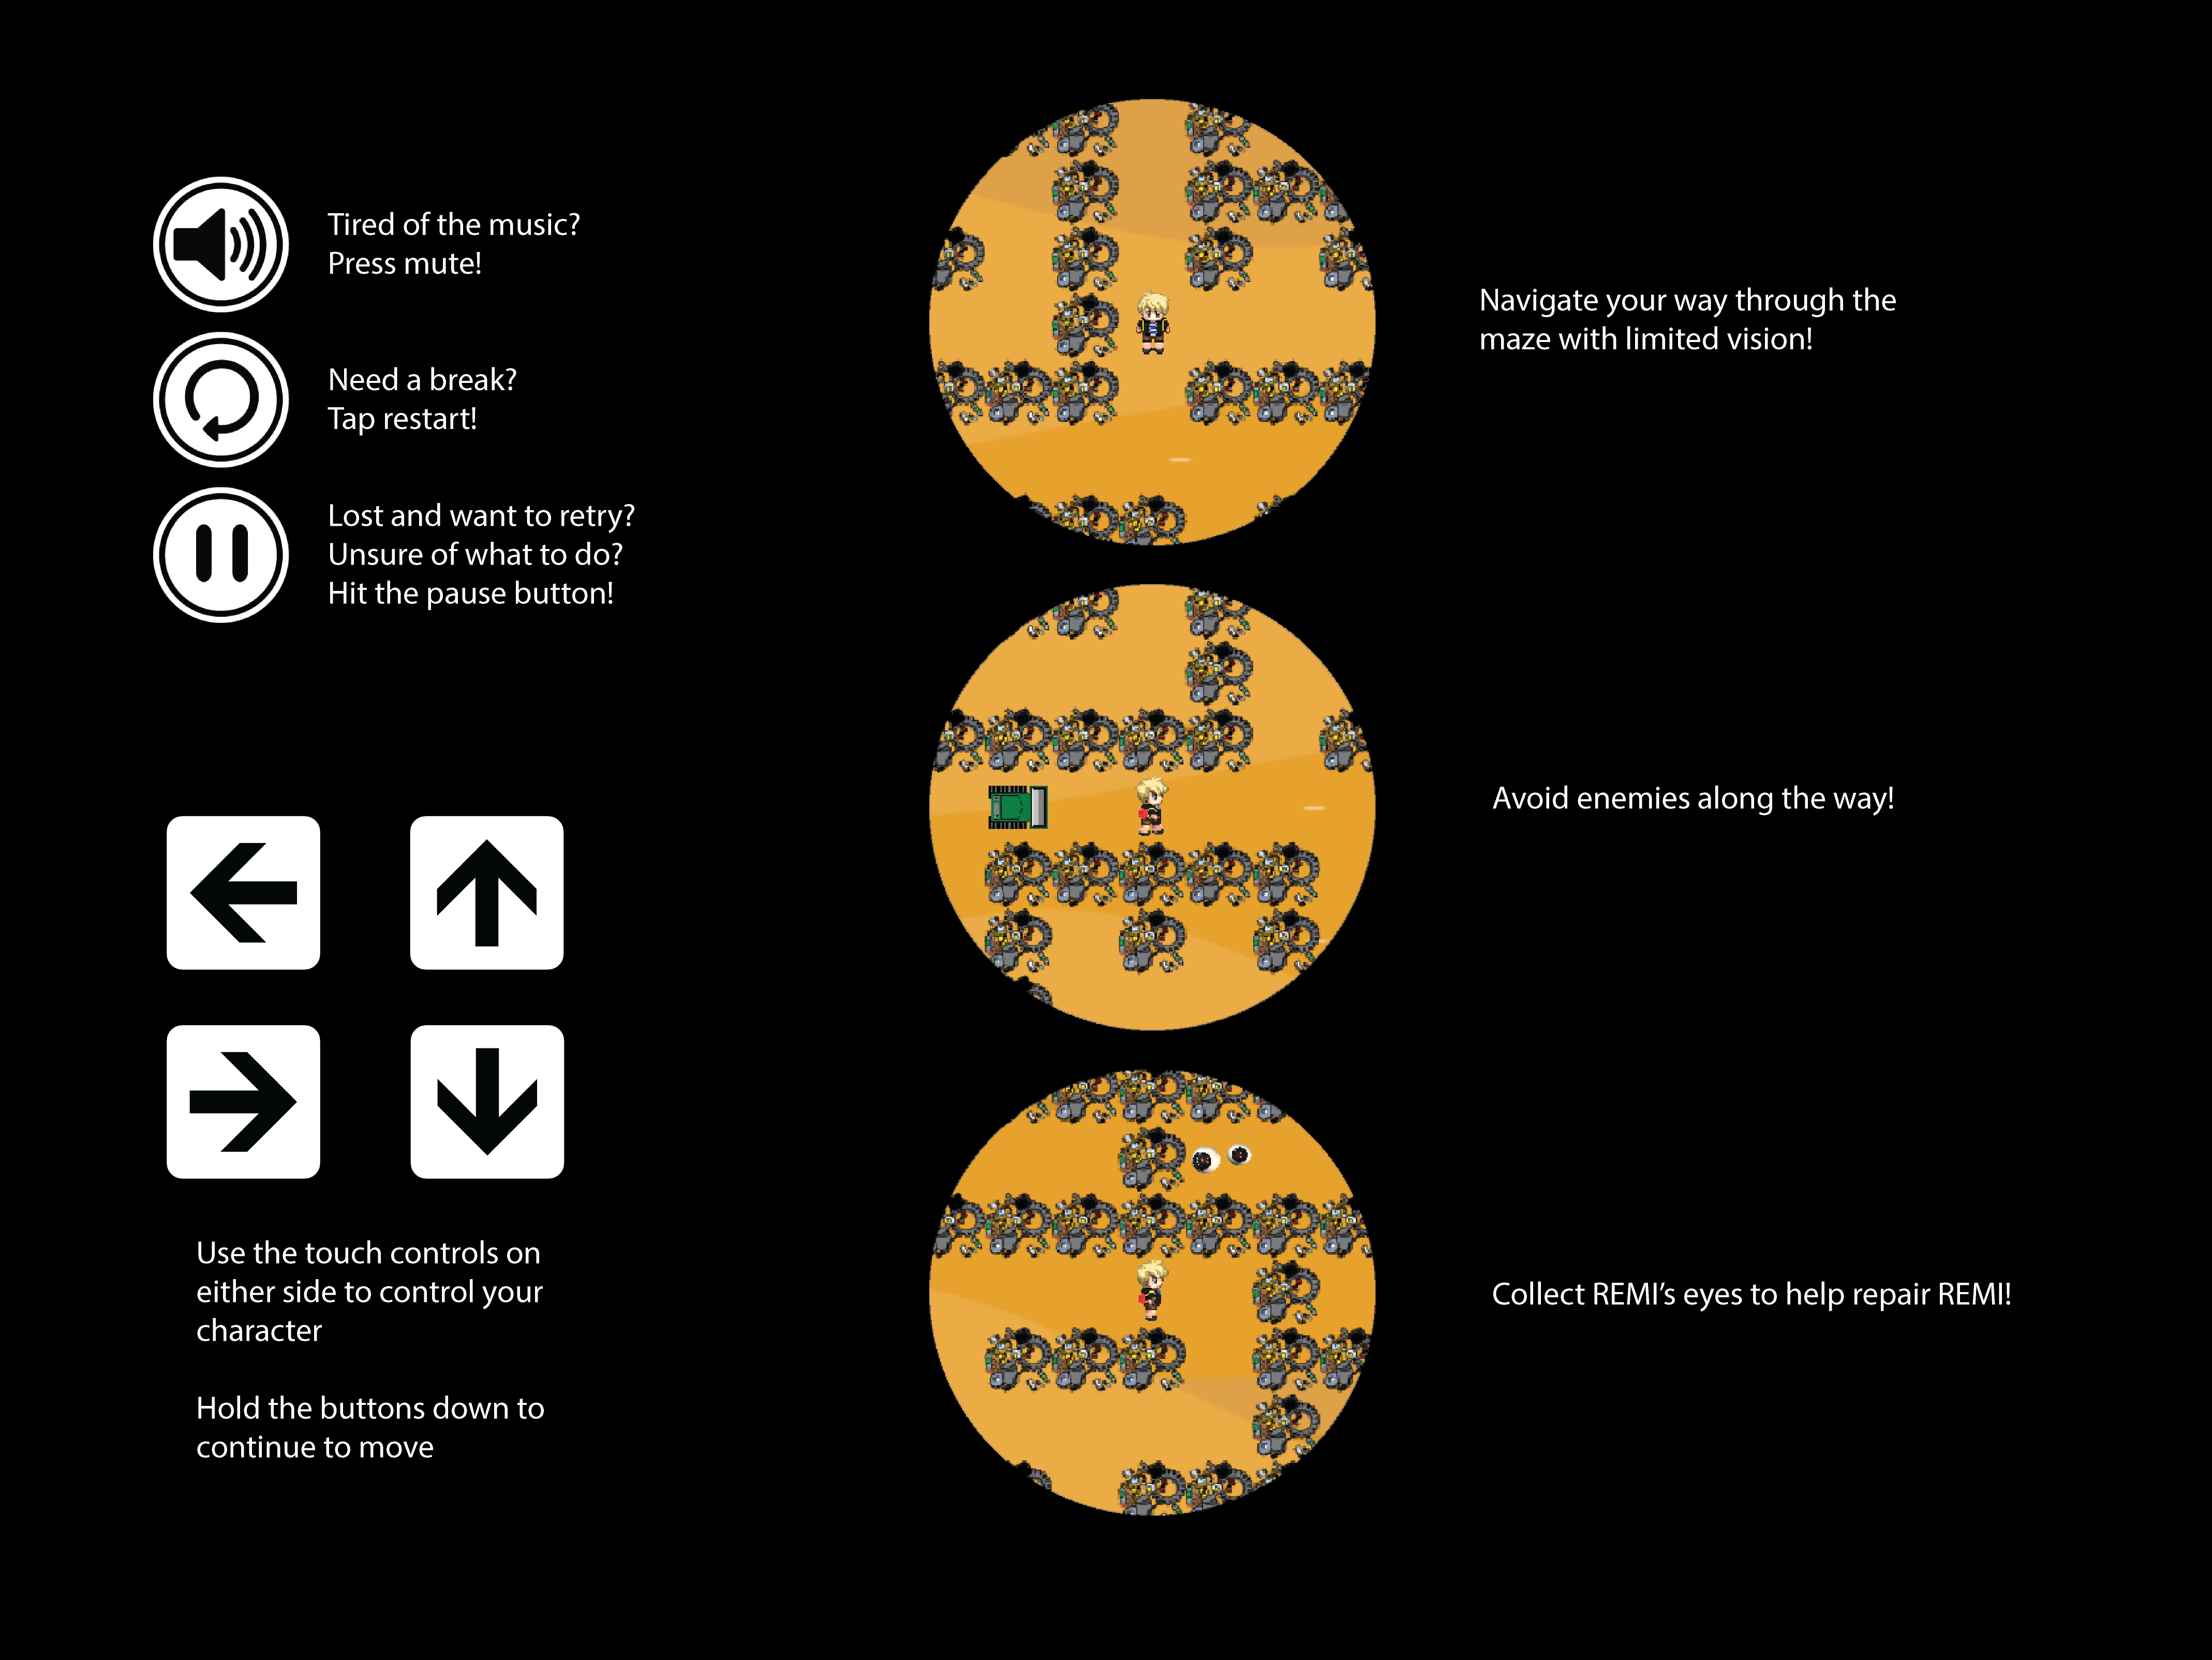 Tired of the music?
Press mute!
Need a break?
Tap restart!
Lost and want to retry?
Unsure of what to do?
Hit the pause button!
Use the touch controls on
either side to control your
character
Hold the buttons down to
continue to move
Navigate your way through the
maze with limited vision!
Avoid enemies along the way!
Collect REMI’s eyes to help repair REMI!